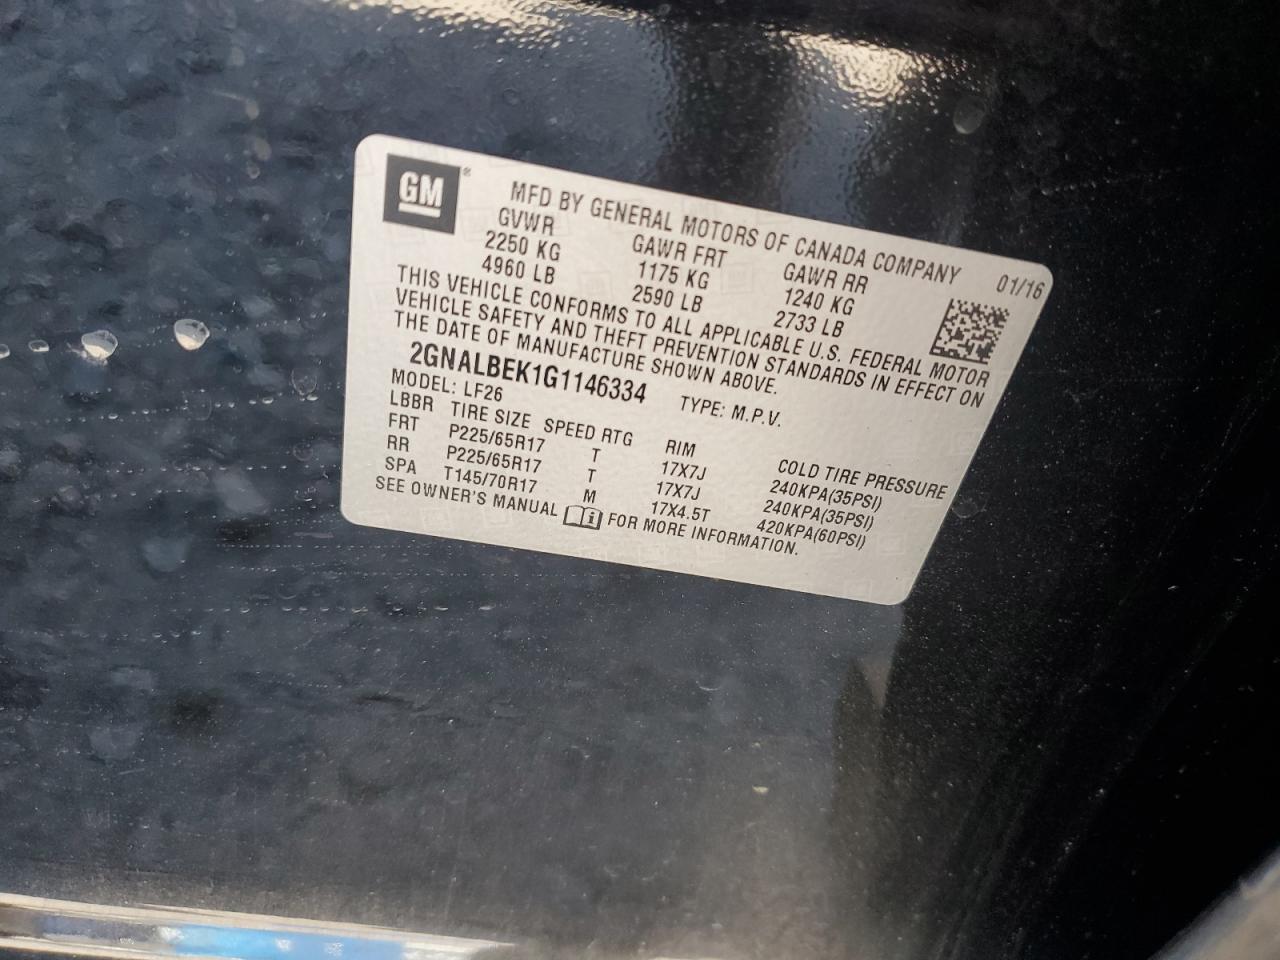 GM®
MFD BY GENERAL MOTORS OF CANADA COMPANY 01/16
GVWR GAWR FRT GAWR RR
2250 KG 1175 KG 1240 KG
4960 LB 2590 LB 2733 LB
THIS VEHICLE CONFORMS TO ALL APPLICABLE U.S. FEDERAL MOTOR
VEHICLE SAFETY AND THEFT PREVENTION STANDARDS IN EFFECT ON
THE DATE OF MANUFACTURE SHOWN ABOVE.
2GNALBEK1G1146334 TYPE: M.P.V.
MODEL: LF26
LBBR TIRE SIZE SPEED RTG RIM COLD TIRE PRESSURE
FRT P225/65R17 T 17X7J 240KPA(35PSI)
RR P225/65R17 T 17X7J 240KPA(35PSI)
SPA T145/70R17 M 17X4.5T 420KPA(60PSI)
SEE OWNER'S MANUAL i FOR MORE INFORMATION.